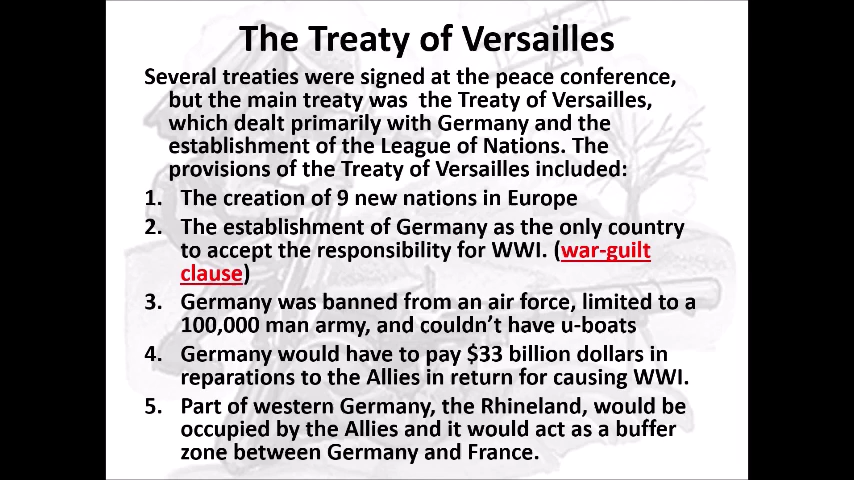 The Treaty of Versailles
Several treaties were signed at the peace conference,
but the main treaty was the Treaty of Versailles,
which dealt primarily with Germany and the
establishment of the League of Nations. The
provisions of the Treaty of Versailles included:
1. The creation of 9 new nations in Europe
2. The establishment of Germany as the only country
to accept the responsibility for WWI. (war-guilt
clause)
3. Germany was banned from an air force, limited to a
100,000 man army, and couldn't have u-boats
4. Germany would have to pay $33 billion dollars in
reparations to the Allies in return for causing WWI.
5. Part of western Germany, the Rhineland, would be
occupied by the Allies and it would act as a buffer
zone between Germany and France.